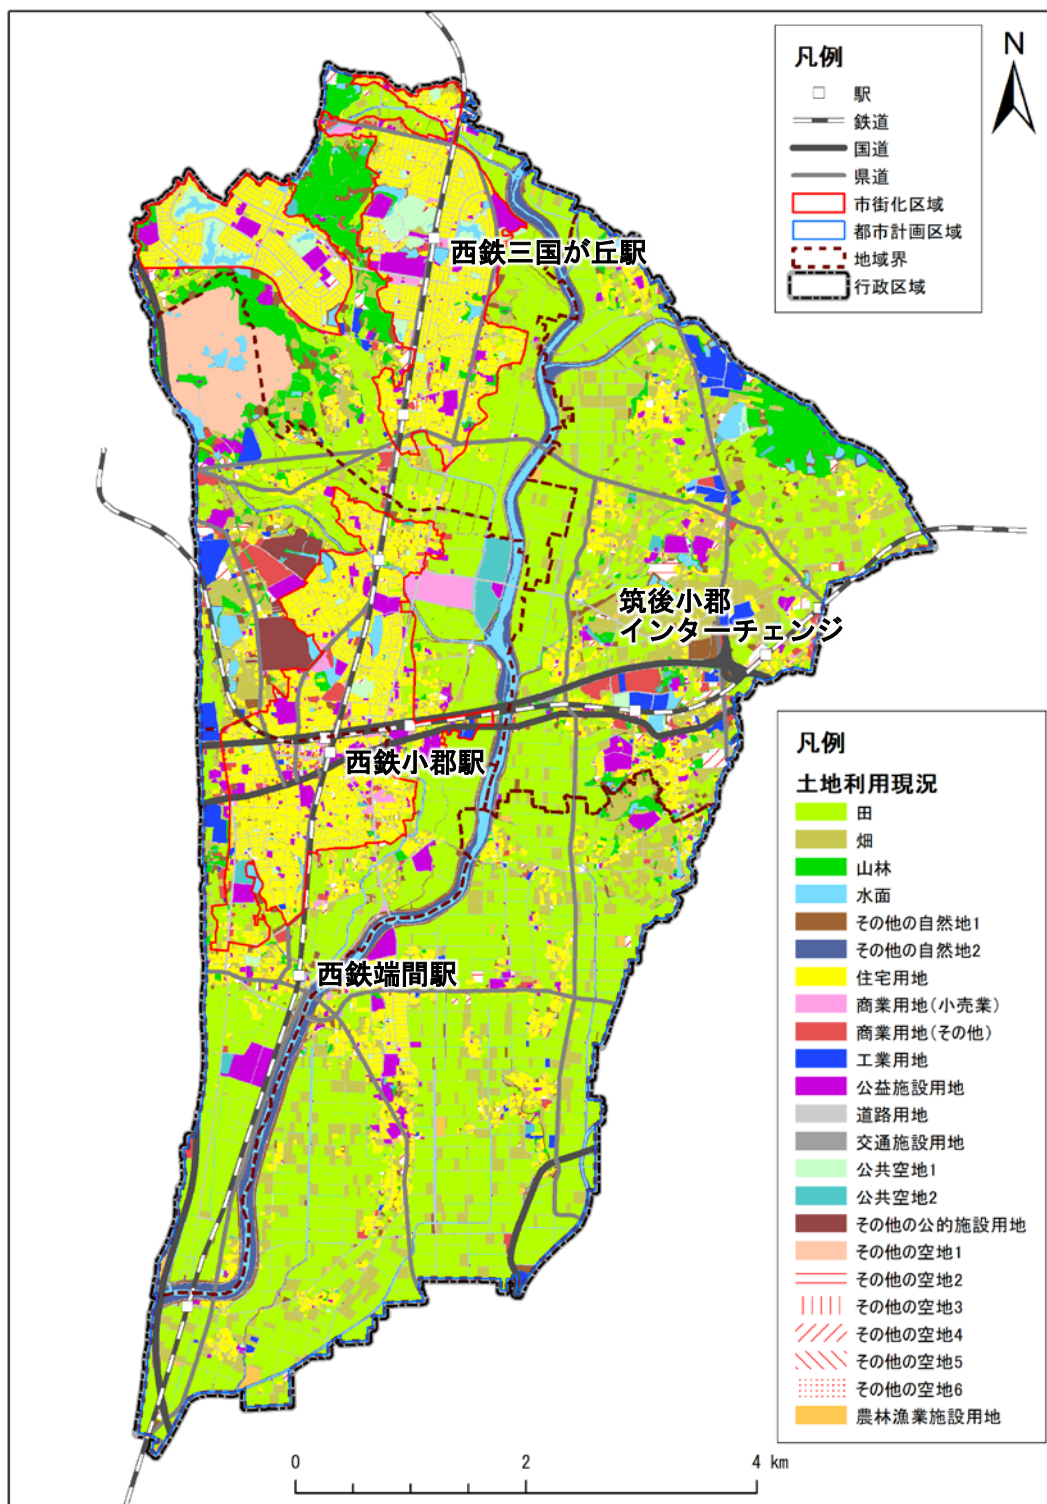 凡例
駅
鉄道
国道
県道
市街化区域
都市計画区域
地域界
行政区域
N
西鉄三国が丘駅
筑後小郡
インターチェンジ
西鉄小郡駅
西鉄端間駅
凡例
土地利用現況
田
畑
山林
水面
その他の自然地1
その他の自然地2
住宅用地
商業用地(小売業)
商業用地(その他)
工業用地
公益施設用地
道路用地
交通施設用地
公共空地1
公共空地2
その他の公的施設用地
その他の空地1
その他の空地2
その他の空地3
その他の空地4
その他の空地5
その他の空地6
農林漁業施設用地
0 2 4 km